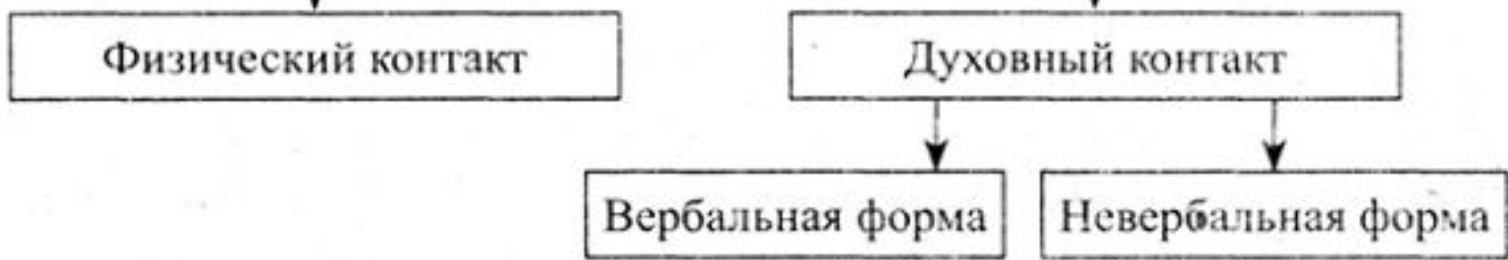 Физический контакт
Духовный контакт
Вербальная форма
Невербальная форма